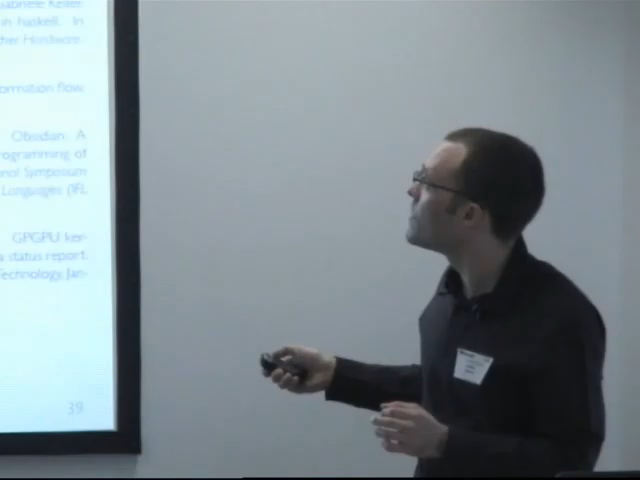 Gabriele Keller.
in haskell. In
ther Hardware.
ormation flow.
Obsidian: A
rogramming of
onal Symposium
Languages (IFL
GPGPU ker-
a status report.
Technology, Jan-
39